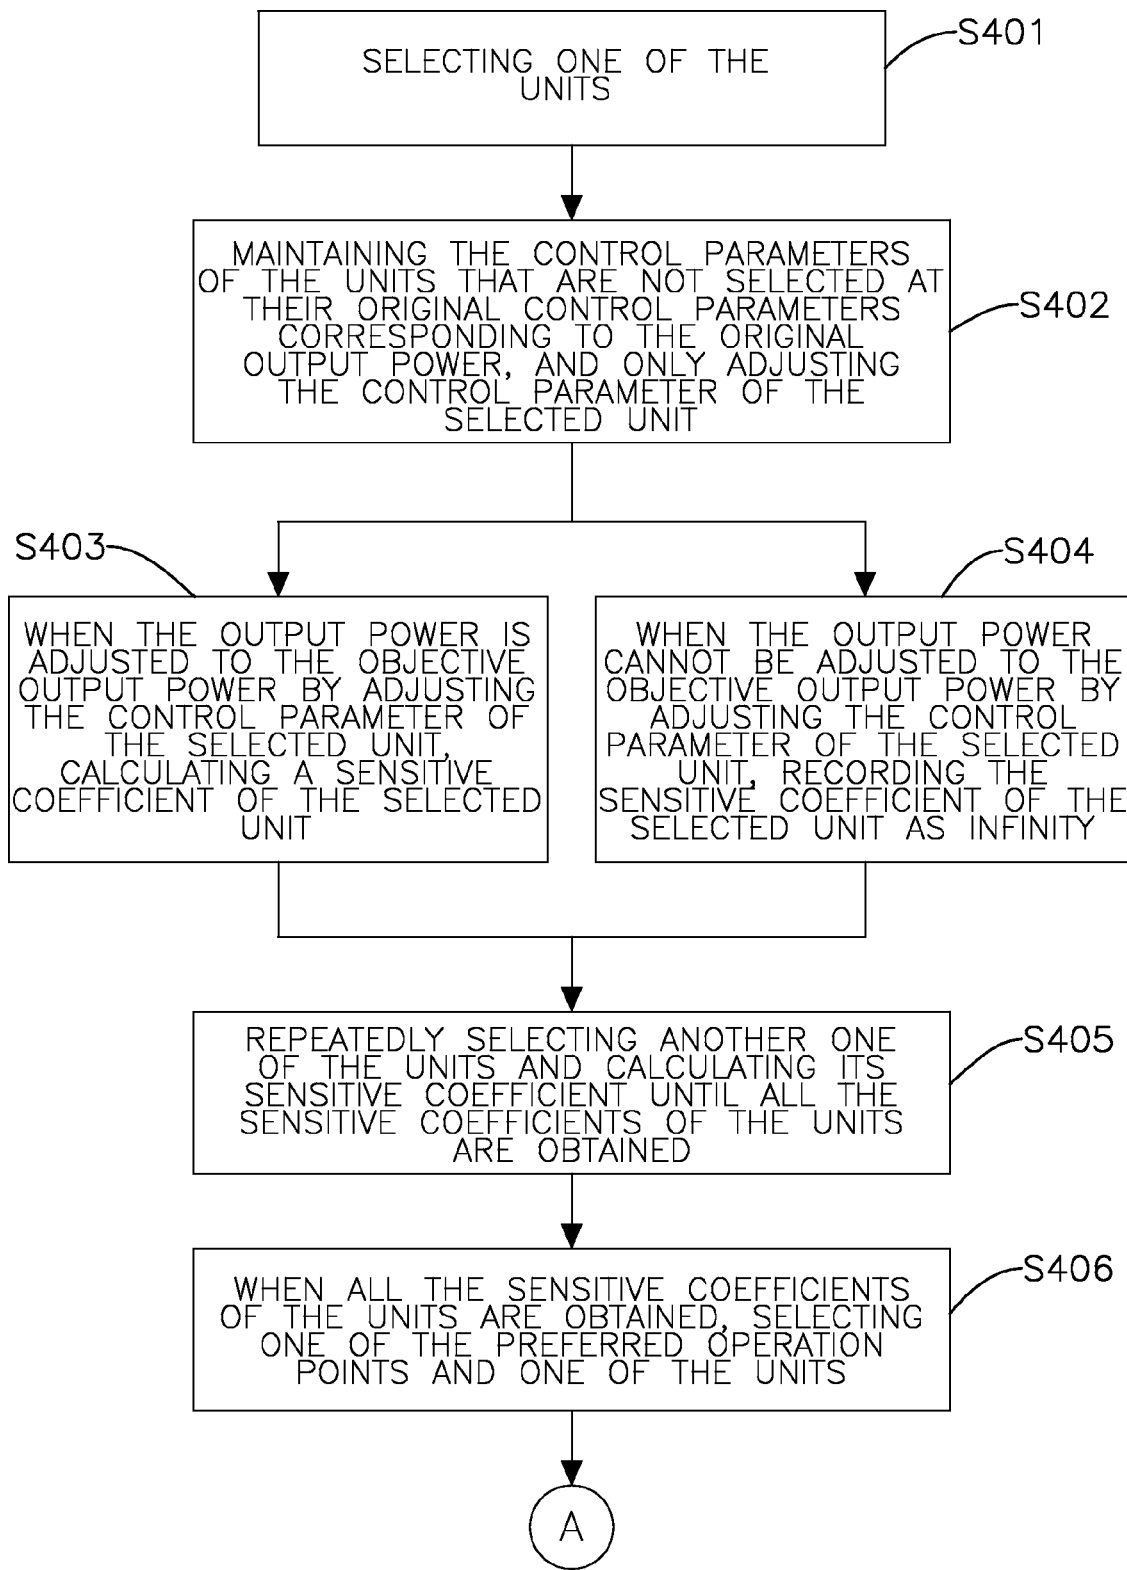 S401
SELECTING ONE OF THE
UNITS
MAINTAINING THE CONTROL PARAMETERS
OF THE UNITS THAT ARE NOT SELECTED AT
THEIR ORIGINAL CONTROL PARAMETERS
CORRESPONDING TO THE ORIGINAL
OUTPUT POWER, AND ONLY ADJUSTING
THE CONTROL PARAMETER OF THE
SELECTED UNIT
S402
S403
WHEN THE OUTPUT POWER IS
ADJUSTED TO THE OBJECTIVE
OUTPUT POWER BY ADJUSTING
THE CONTROL PARAMETER OF
THE SELECTED UNIT,
CALCULATING A SENSITIVE
COEFFICIENT OF THE SELECTED
UNIT
S404
WHEN THE OUTPUT POWER
CANNOT BE ADJUSTED TO THE
OBJECTIVE OUTPUT POWER BY
ADJUSTING THE CONTROL
PARAMETER OF THE SELECTED
UNIT, RECORDING THE
SENSITIVE COEFFICIENT OF THE
SELECTED UNIT AS INFINITY
REPEATEDLY SELECTING ANOTHER ONE
OF THE UNITS AND CALCULATING ITS
SENSITIVE COEFFICIENT UNTIL ALL THE
SENSITIVE COEFFICIENTS OF THE UNITS
ARE OBTAINED
S405
WHEN ALL THE SENSITIVE COEFFICIENTS
OF THE UNITS ARE OBTAINED, SELECTING
ONE OF THE PREFERRED OPERATION
POINTS AND ONE OF THE UNITS
S406
A